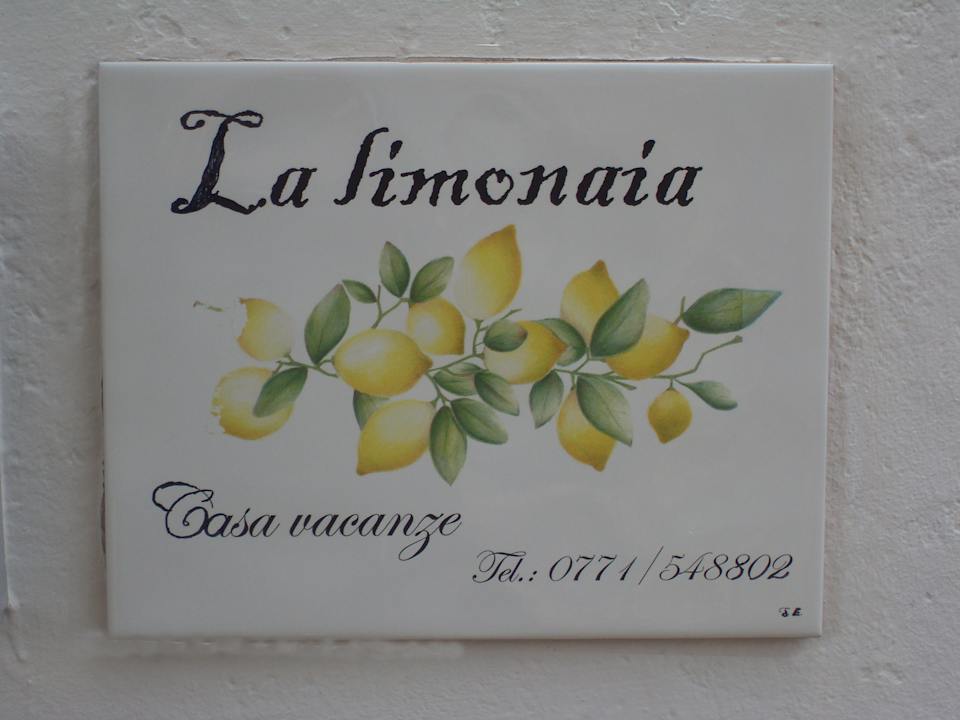 La limonaia
Casa vacanze
Tel.: 0771/548802